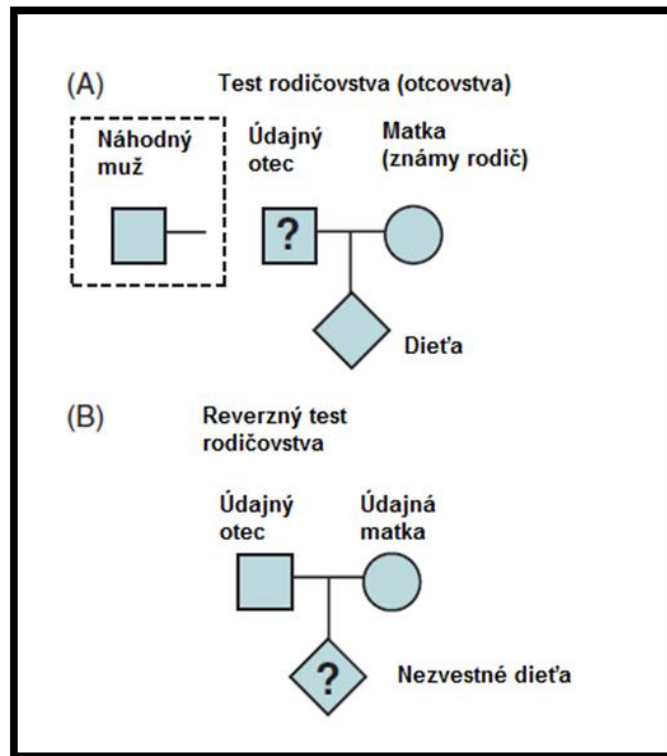 (A) Test rodičovstva (otcovstva)
Náhodný
muž
Údajný
otec
Matka
(známy rodič)
?
Dieťa
(B) Reverzný test
rodičovstva
Údajný
otec
Údajná
matka
?
Nezvestné dieťa